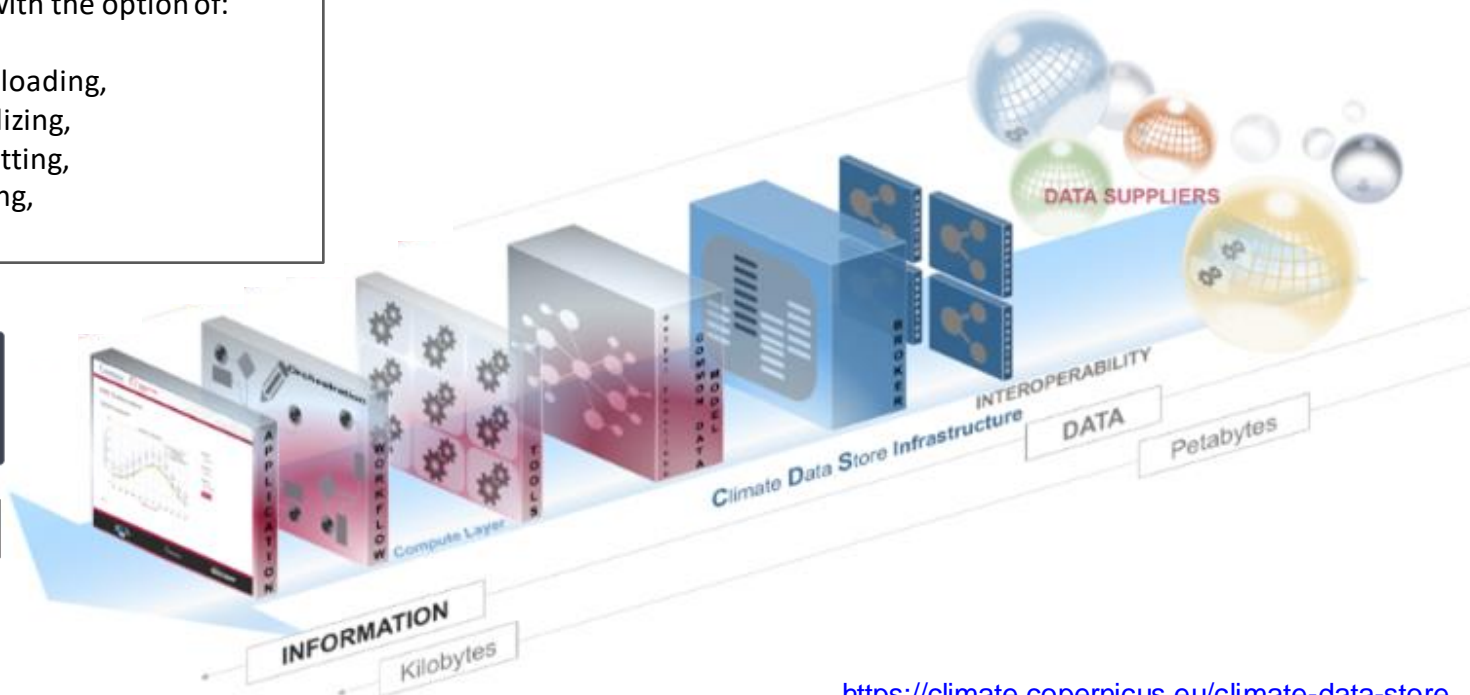 with the option of:
loading,
lizing,
tting,
ng,
DATA SUPPLIERS
BROKER
COMMON DATA
MODEL
TOOLS
Orchestration
WORKFLOW
APPLICATION
INTEROPERABILITY
DATA
Petabytes
Climate Data Store Infrastructure
Compute Layer
INFORMATION
Kilobytes
https://climate.copernicus.eu/climate-data-store